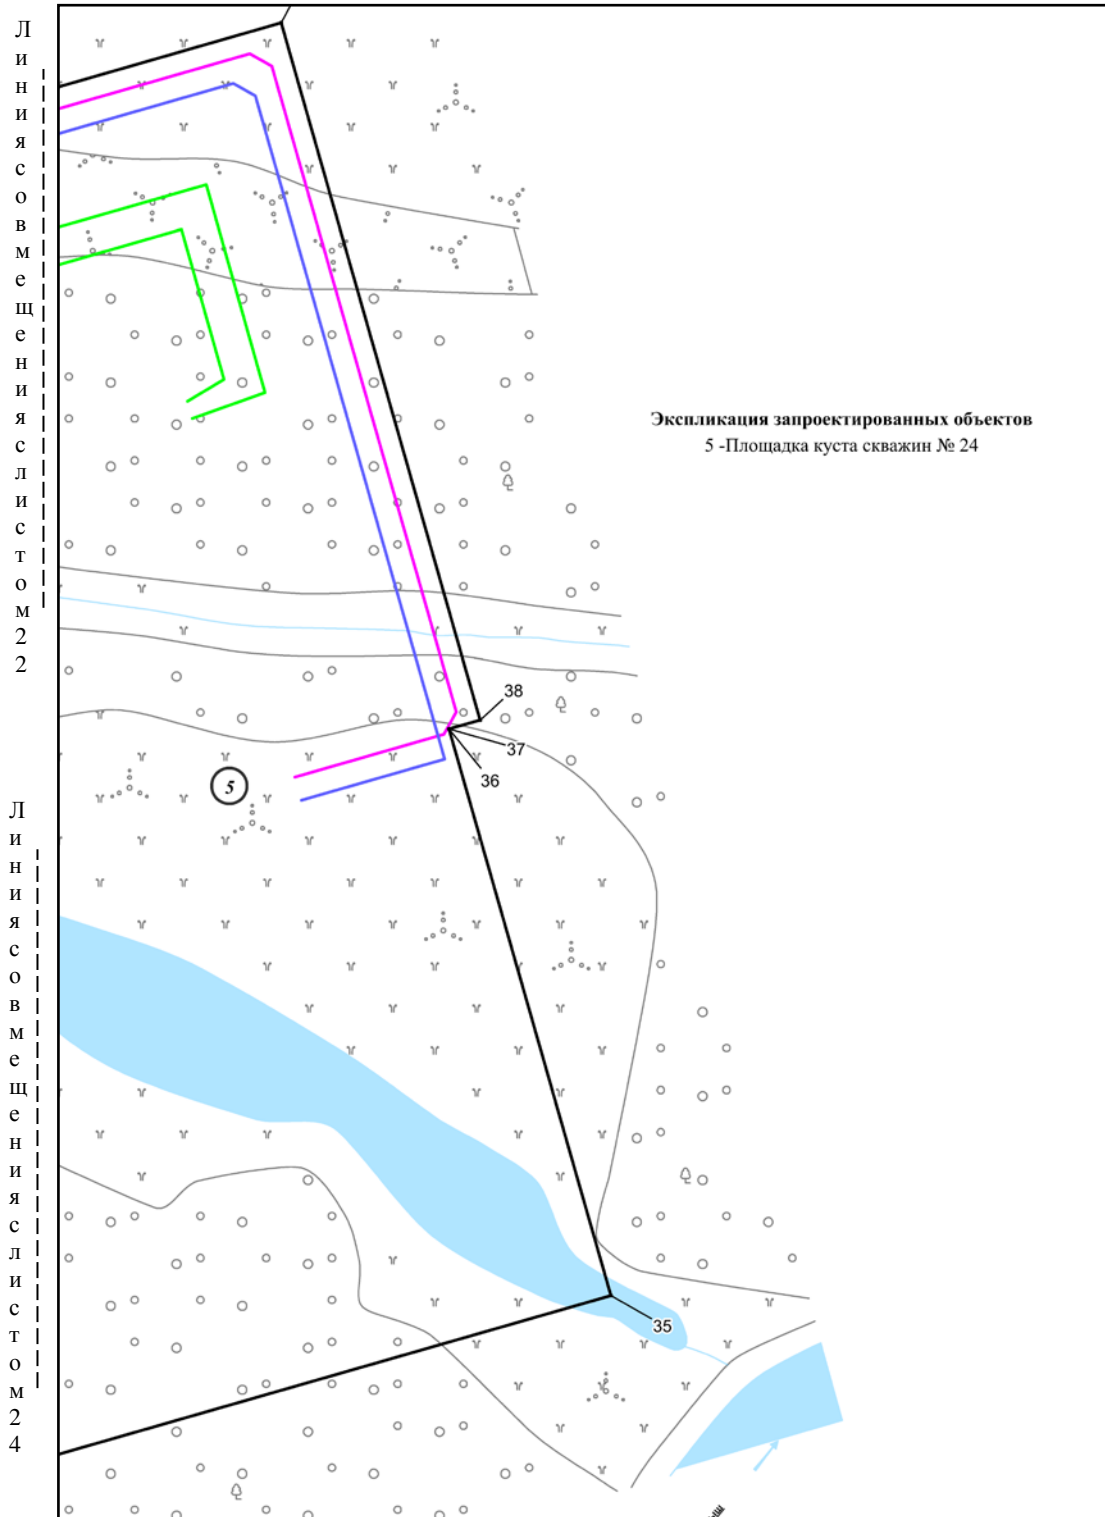 Линия совмещения с листом 22
Экспликация запроектированных объектов
5 -Площадка куста скважин № 24
38
37
36
5
Линия совмещения с листом 24
35